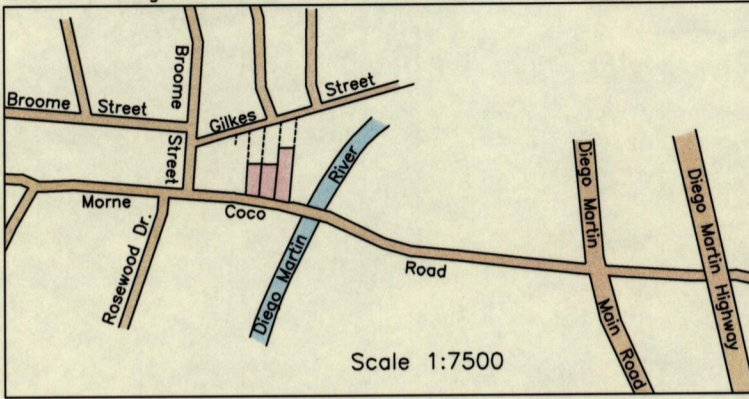 Broome
Street
Broome
Street
Gilkes
Street
Morne
Coco
Road
Rosewood Dr.
Diego Martin
River
Diego Martin
Main Road
Diego Martin Highway
Scale 1:7500